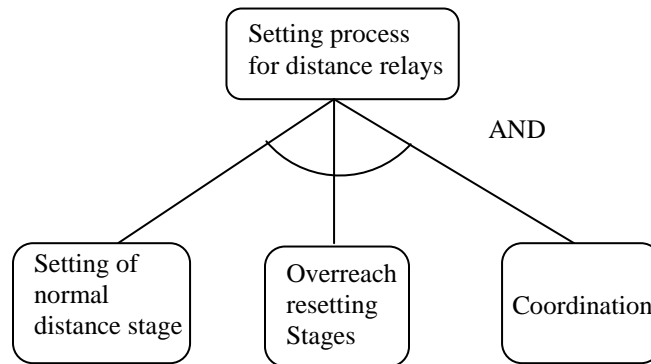 Setting process
for distance relays
AND
Setting of
normal
distance stage
Overreach
resetting
Stages
Coordination